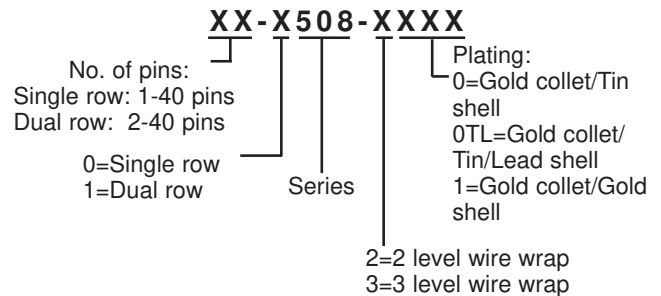 XX-X508-XXXX
No. of pins:
Single row: 1-40 pins
Dual row: 2-40 pins
0=Single row
1=Dual row
Series
Plating:
0=Gold collet/Tin
shell
0TL=Gold collet/
Tin/Lead shell
1=Gold collet/Gold
shell
2=2 level wire wrap
3=3 level wire wrap